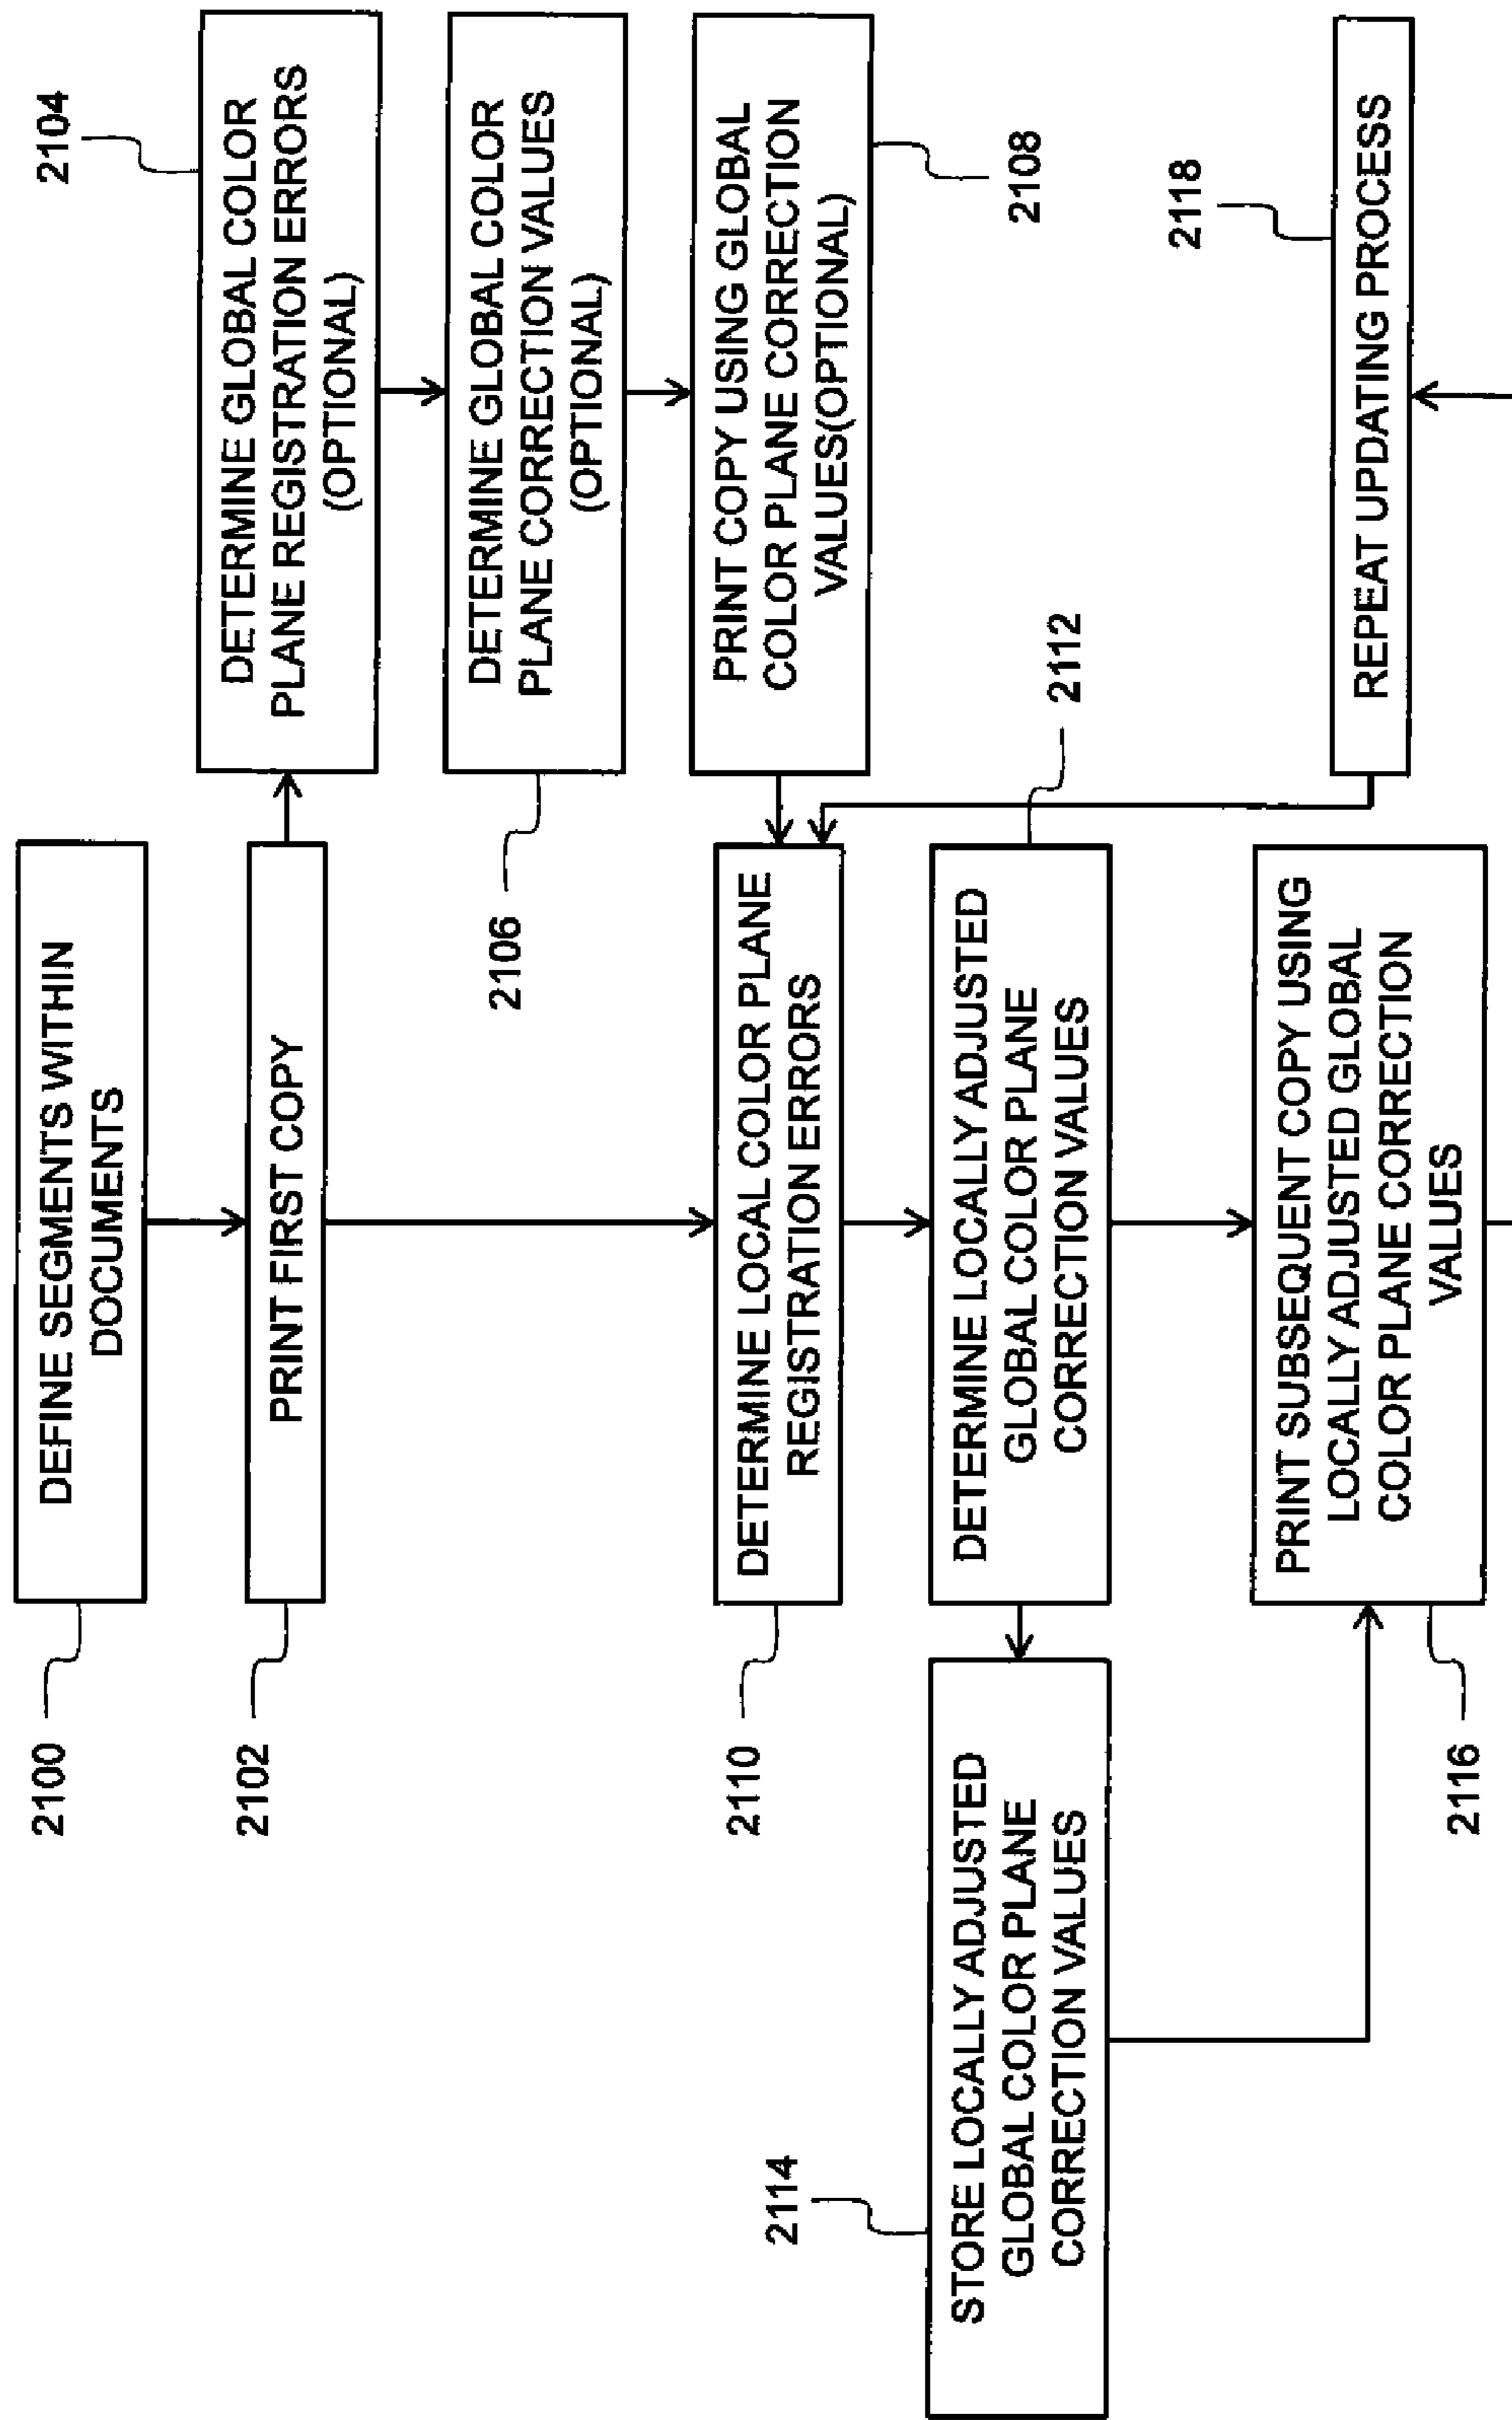 2100
DEFINE SEGMENTS WITHIN
DOCUMENTS
2102
PRINT FIRST COPY
2104
DETERMINE GLOBAL COLOR
PLANE REGISTRATION ERRORS
(OPTIONAL)
2106
DETERMINE GLOBAL COLOR
PLANE CORRECTION VALUES
(OPTIONAL)
PRINT COPY USING GLOBAL
COLOR PLANE CORRECTION
VALUES(OPTIONAL)
2108
2110
DETERMINE LOCAL COLOR PLANE
REGISTRATION ERRORS
2112
DETERMINE LOCALLY ADJUSTED
GLOBAL COLOR PLANE
CORRECTION VALUES
2114
STORE LOCALLY ADJUSTED
GLOBAL COLOR PLANE
CORRECTION VALUES
2116
PRINT SUBSEQUENT COPY USING
LOCALLY ADJUSTED GLOBAL
COLOR PLANE CORRECTION
VALUES
2118
REPEAT UPDATING PROCESS